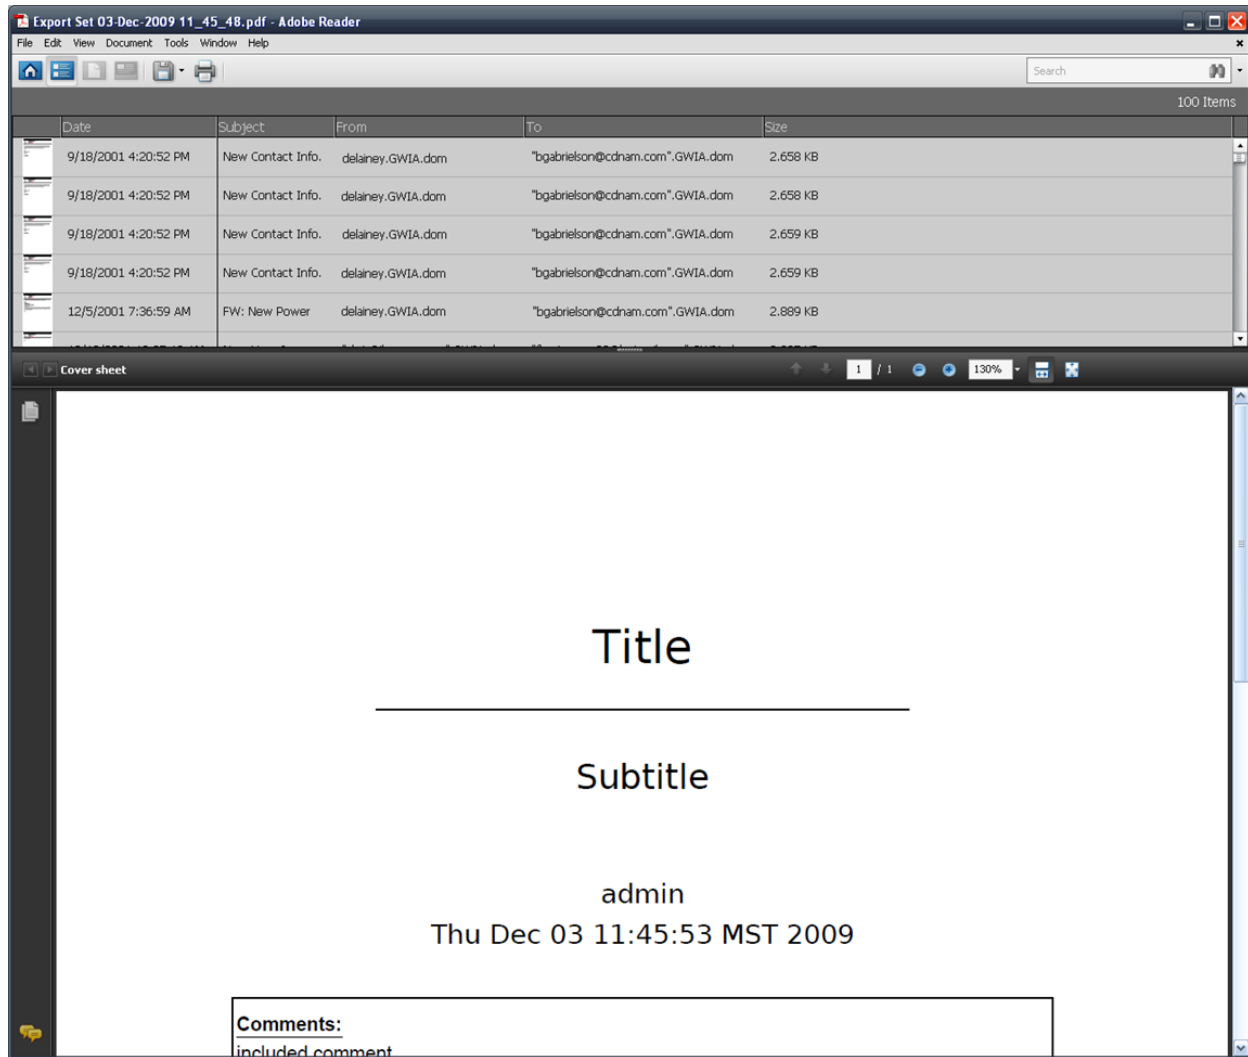 Export Set 03-Dec-2009 11_45_48.pdf - Adobe Reader
File Edit View Document Tools Window Help
Search
100 Items
Date Subject From To Size
9/18/2001 4:20:52 PM New Contact Info. delainey.GWIA.dom "bgabrielson@cdnam.com".GWIA.dom 2.658 KB
9/18/2001 4:20:52 PM New Contact Info. delainey.GWIA.dom "bgabrielson@cdnam.com".GWIA.dom 2.658 KB
9/18/2001 4:20:52 PM New Contact Info. delainey.GWIA.dom "bgabrielson@cdnam.com".GWIA.dom 2.659 KB
9/18/2001 4:20:52 PM New Contact Info. delainey.GWIA.dom "bgabrielson@cdnam.com".GWIA.dom 2.659 KB
12/5/2001 7:36:59 AM FW: New Power delainey.GWIA.dom "bgabrielson@cdnam.com".GWIA.dom 2.889 KB
Cover sheet 1 / 1 130%
Title
Subtitle
admin
Thu Dec 03 11:45:53 MST 2009
Comments:
included comment